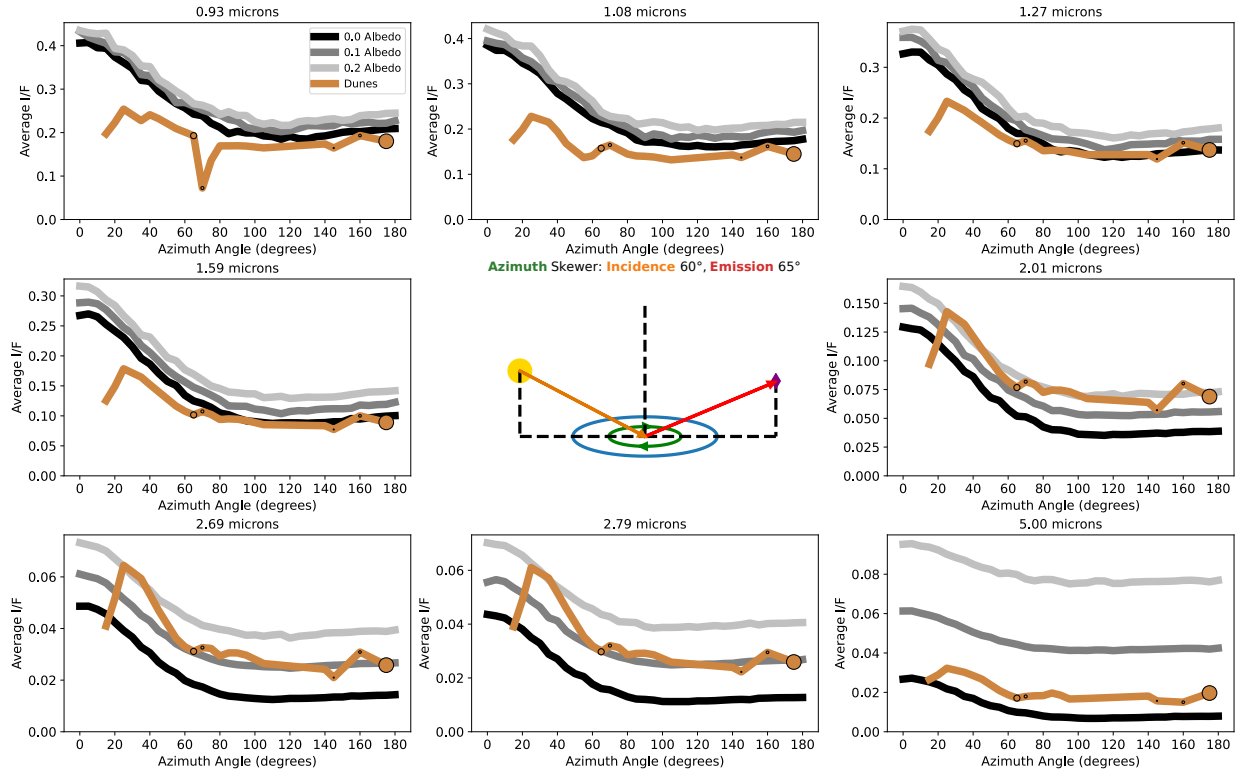 0.93 microns
Average I/F
0.4
0.3
0.2
0.1
0.0
0 20 40 60 80 100 120 140 160 180
Azimuth Angle (degrees)
0.0 Albedo
0.1 Albedo
0.2 Albedo
Dunes
1.08 microns
Average I/F
0.4
0.3
0.2
0.1
0.0
0 20 40 60 80 100 120 140 160 180
Azimuth Angle (degrees)
1.27 microns
Average I/F
0.3
0.2
0.1
0.0
0 20 40 60 80 100 120 140 160 180
Azimuth Angle (degrees)
1.59 microns
Average I/F
0.30
0.25
0.20
0.15
0.10
0.05
0.00
0 20 40 60 80 100 120 140 160 180
Azimuth Angle (degrees)
Azimuth Skewer: Incidence 60°, Emission 65°
2.01 microns
Average I/F
0.150
0.125
0.100
0.075
0.050
0.025
0.000
0 20 40 60 80 100 120 140 160 180
Azimuth Angle (degrees)
2.69 microns
Average I/F
0.06
0.04
0.02
0.00
0 20 40 60 80 100 120 140 160 180
Azimuth Angle (degrees)
2.79 microns
Average I/F
0.06
0.04
0.02
0.00
0 20 40 60 80 100 120 140 160 180
Azimuth Angle (degrees)
5.00 microns
Average I/F
0.08
0.06
0.04
0.02
0.00
0 20 40 60 80 100 120 140 160 180
Azimuth Angle (degrees)